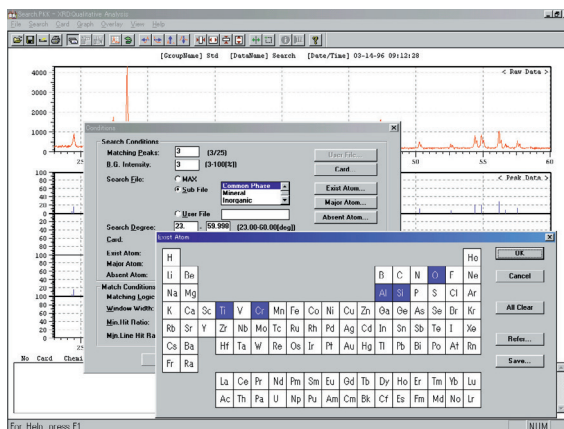 Search.PKK - XRD Qualitative Analysis
File Search Card Graph Overlay View Help
[GroupName] Std [DataName] Search [Date/Time] 03-14-96 09:12:28
< Raw Data >
4000
3000
2000
1000
0
25
50
55
60
Conditions
Search Conditions
Matching Peaks: 3 (3/25)
User File...
B.G. Intensity: 3 (3-100[%])
Card...
Search File: MAX
Sub File
Common Phase
Mineral
Inorganic
Exist Atom...
Major Atom...
User File
Absent Atom...
Search Degree: 23. - 59.998 (23.00-60.00[deg])
Card:
Exist Atom:
Major Atom:
Absent Atom:
Match Conditions
Matching Logic
Window Width:
Min.Hit Ratio:
Min.Line Hit Ra
< Peak Data >
100
80
60
40
20
0
Exist Atom
H He
Li Be B C N O F Ne
Na Mg Al Si P S Cl Ar
K Ca Sc Ti V Cr Mn Fe Co Ni Cu Zn Ga Ge As Se Br Kr
Rb Sr Y Zr Nb Mo Tc Ru Rh Pd Ag Cd In Sn Sb Te I Xe
Cs Ba Hf Ta W Re Os Ir Pt Au Hg Tl Pb Bi Po At Rn
Fr Ra
La Ce Pr Nd Pm Sm Eu Gd Tb Dy Ho Er Tm Yb Lu
Ac Th Pa U Np Pu Am Cm Bk Cf Es Fm Md No Lr
OK
Cancel
All Clear
Refer...
Save...
No Card Chemi
For Help, press F1
NUM